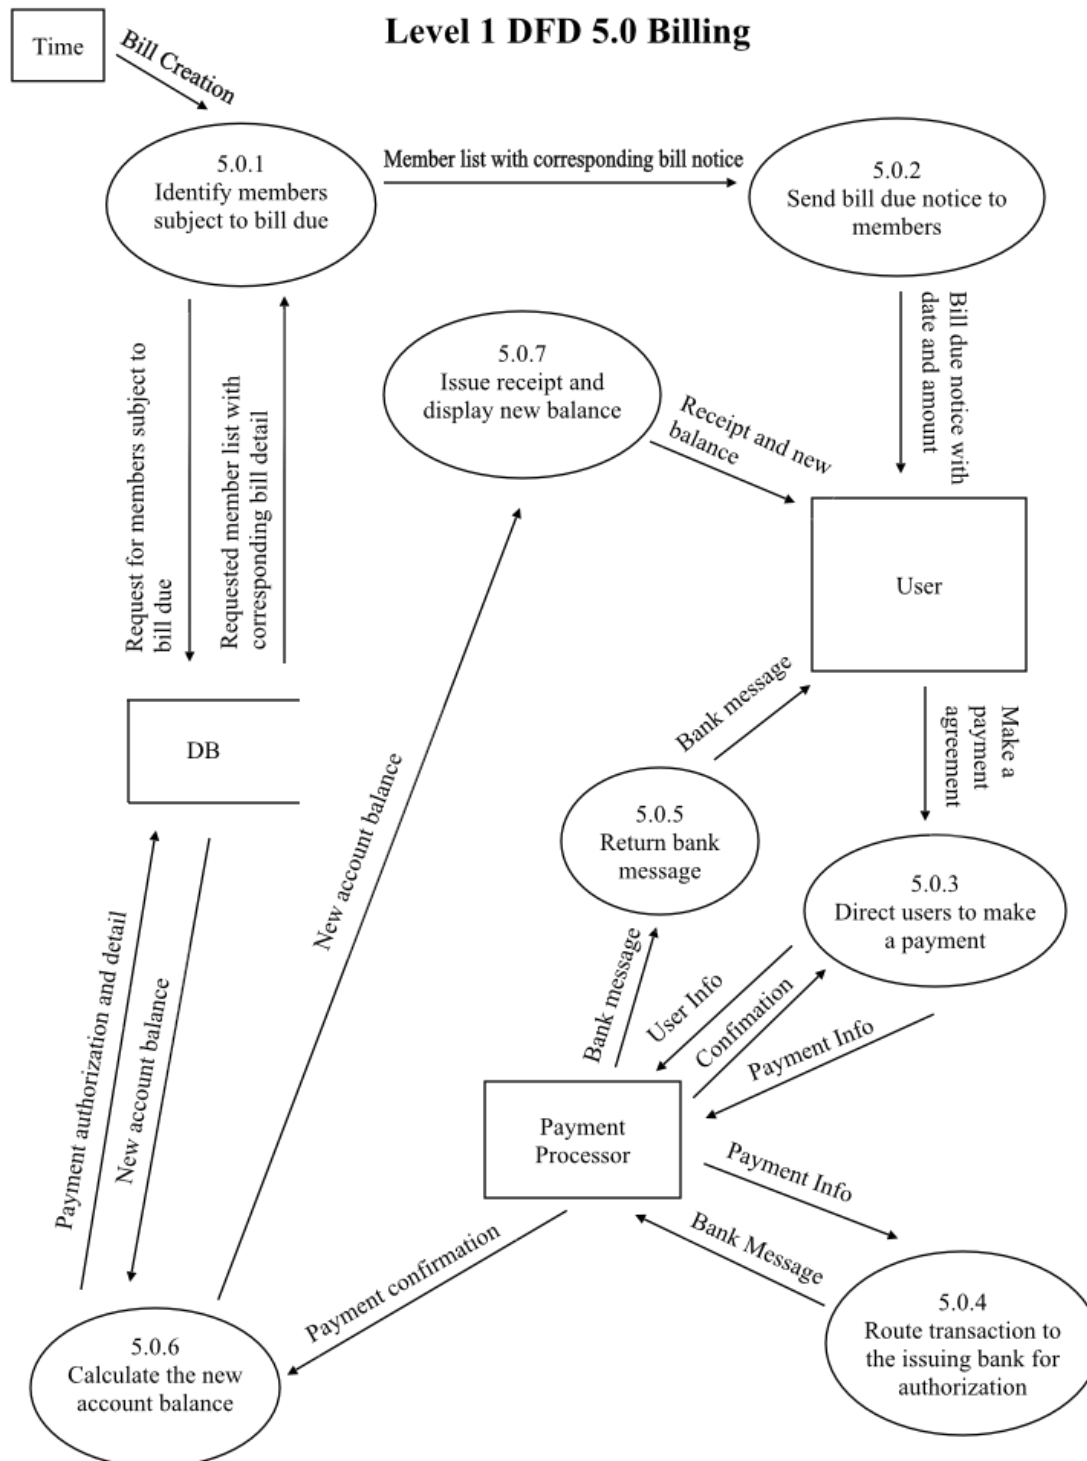 Level 1 DFD 5.0 Billing
Time
Bill Creation
5.0.1
Identify members
subject to bill due
Member list with corresponding bill notice
5.0.2
Send bill due notice to
members
Bill due notice with
date and amount
5.0.7
Issue receipt and
display new balance
Receipt and new
balance
Request for members subject to
bill due
Requested member list with
corresponding bill detail
User
DB
Bank message
Make a
payment
agreement
5.0.5
Return bank
message
5.0.3
Direct users to make
a payment
New account balance
Payment authorization and detail
New account balance
Bank message
User Info
Confimation
Payment Info
Payment
Processor
Payment Info
Bank Message
Payment confirmation
5.0.4
Route transaction to
the issuing bank for
authorization
5.0.6
Calculate the new
account balance